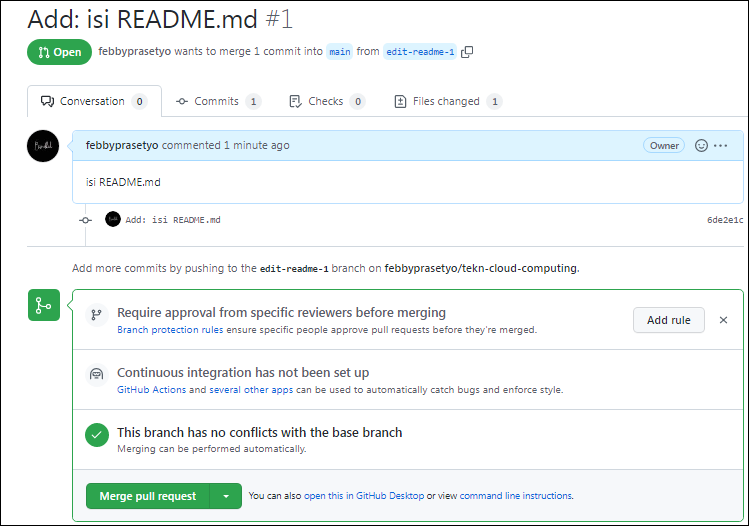 Add: isi README.md #1
Open febbyprasetyo wants to merge 1 commit into main from edit-readme-1
Conversation 0 Commits 1 Checks 0 Files changed 1
febbyprasetyo commented 1 minute ago Owner
isi README.md
Add: isi README.md 6de2e1c
Add more commits by pushing to the edit-readme-1 branch on febbyprasetyo/tekn-cloud-computing.
Require approval from specific reviewers before merging
Branch protection rules ensure specific people approve pull requests before they're merged.
Add rule
Continuous integration has not been set up
GitHub Actions and several other apps can be used to automatically catch bugs and enforce style.
This branch has no conflicts with the base branch
Merging can be performed automatically.
Merge pull request You can also open this in GitHub Desktop or view command line instructions.